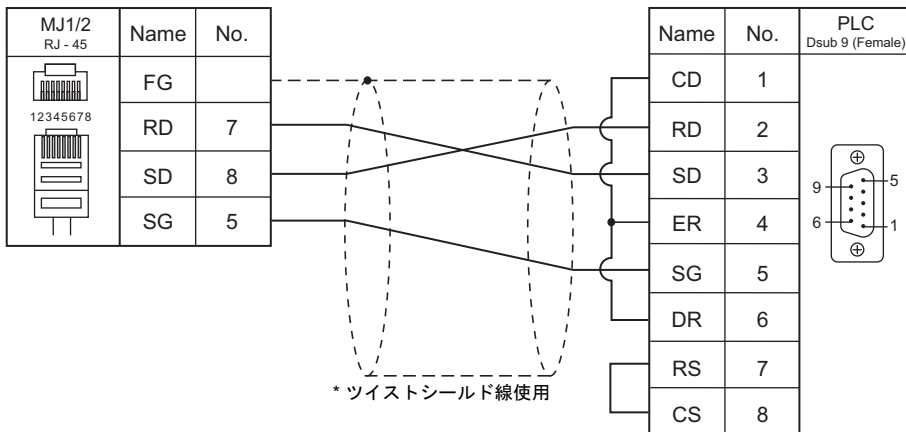 MJ1/2
RJ - 45
Name No.
12345678
FG
RD 7
SD 8
SG 5
* ツイストシールド線使用
Name No.
PLC
Dsub 9 (Female)
CD 1
RD 2
SD 3
ER 4
SG 5
DR 6
RS 7
CS 8
9 5
6 1